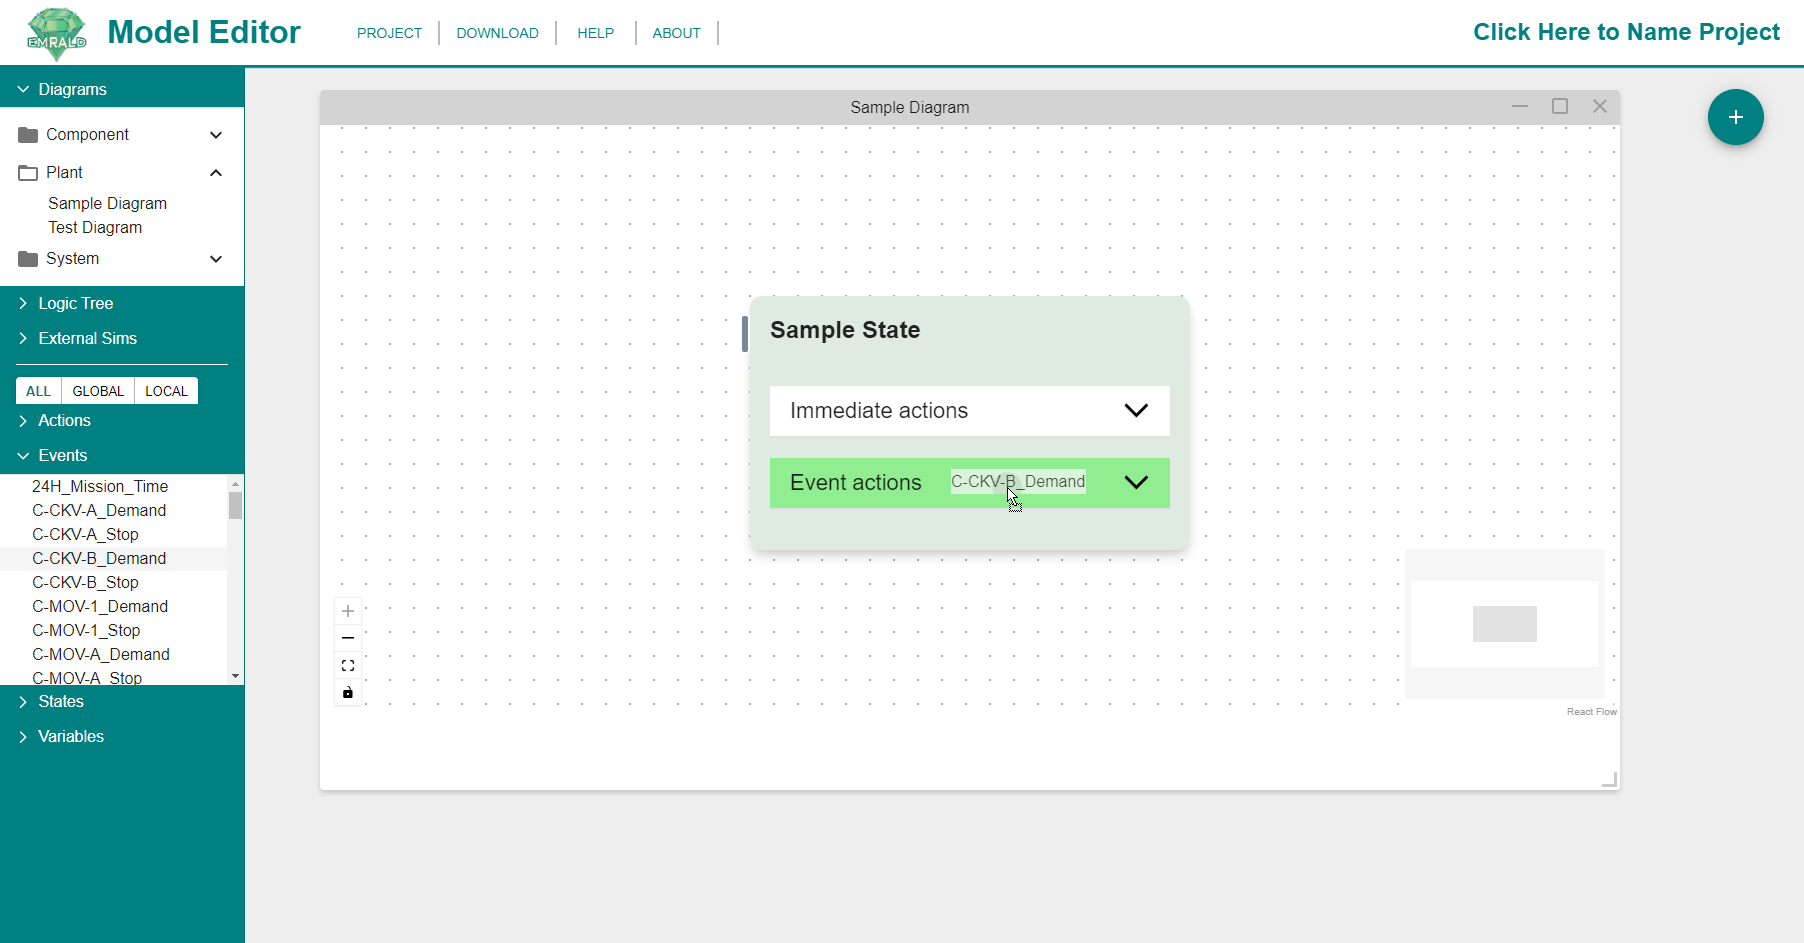 EMRALD
Model Editor
PROJECT
DOWNLOAD
HELP
ABOUT
Click Here to Name Project
Diagrams
Component
Plant
Sample Diagram
Test Diagram
System
Logic Tree
External Sims
ALL
GLOBAL
LOCAL
Actions
Events
24H_Mission_Time
C-CKV-A_Demand
C-CKV-A_Stop
C-CKV-B_Demand
C-CKV-B_Stop
C-MOV-1_Demand
C-MOV-1_Stop
C-MOV-A_Demand
C-MOV-A_Stop
States
Variables
Sample Diagram
Sample State
Immediate actions
Event actions C-CKV-B_Demand
React Flow